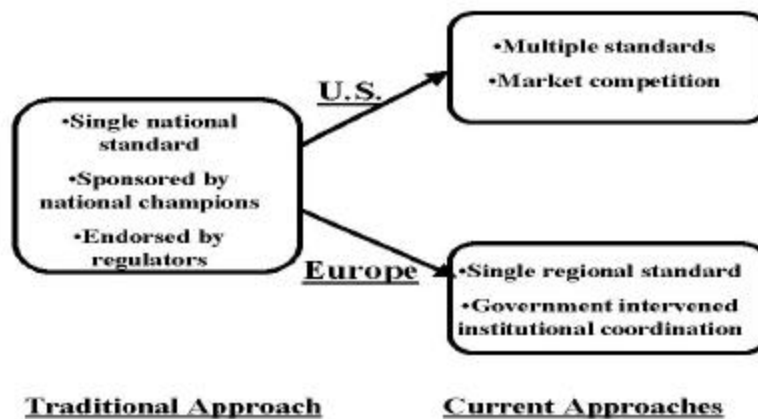 •Single national
standard
•Sponsored by
national champions
•Endorsed by
regulators
U.S.
•Multiple standards
•Market competition
Europe
•Single regional standard
•Government intervened
institutional coordination
Traditional Approach
Current Approaches